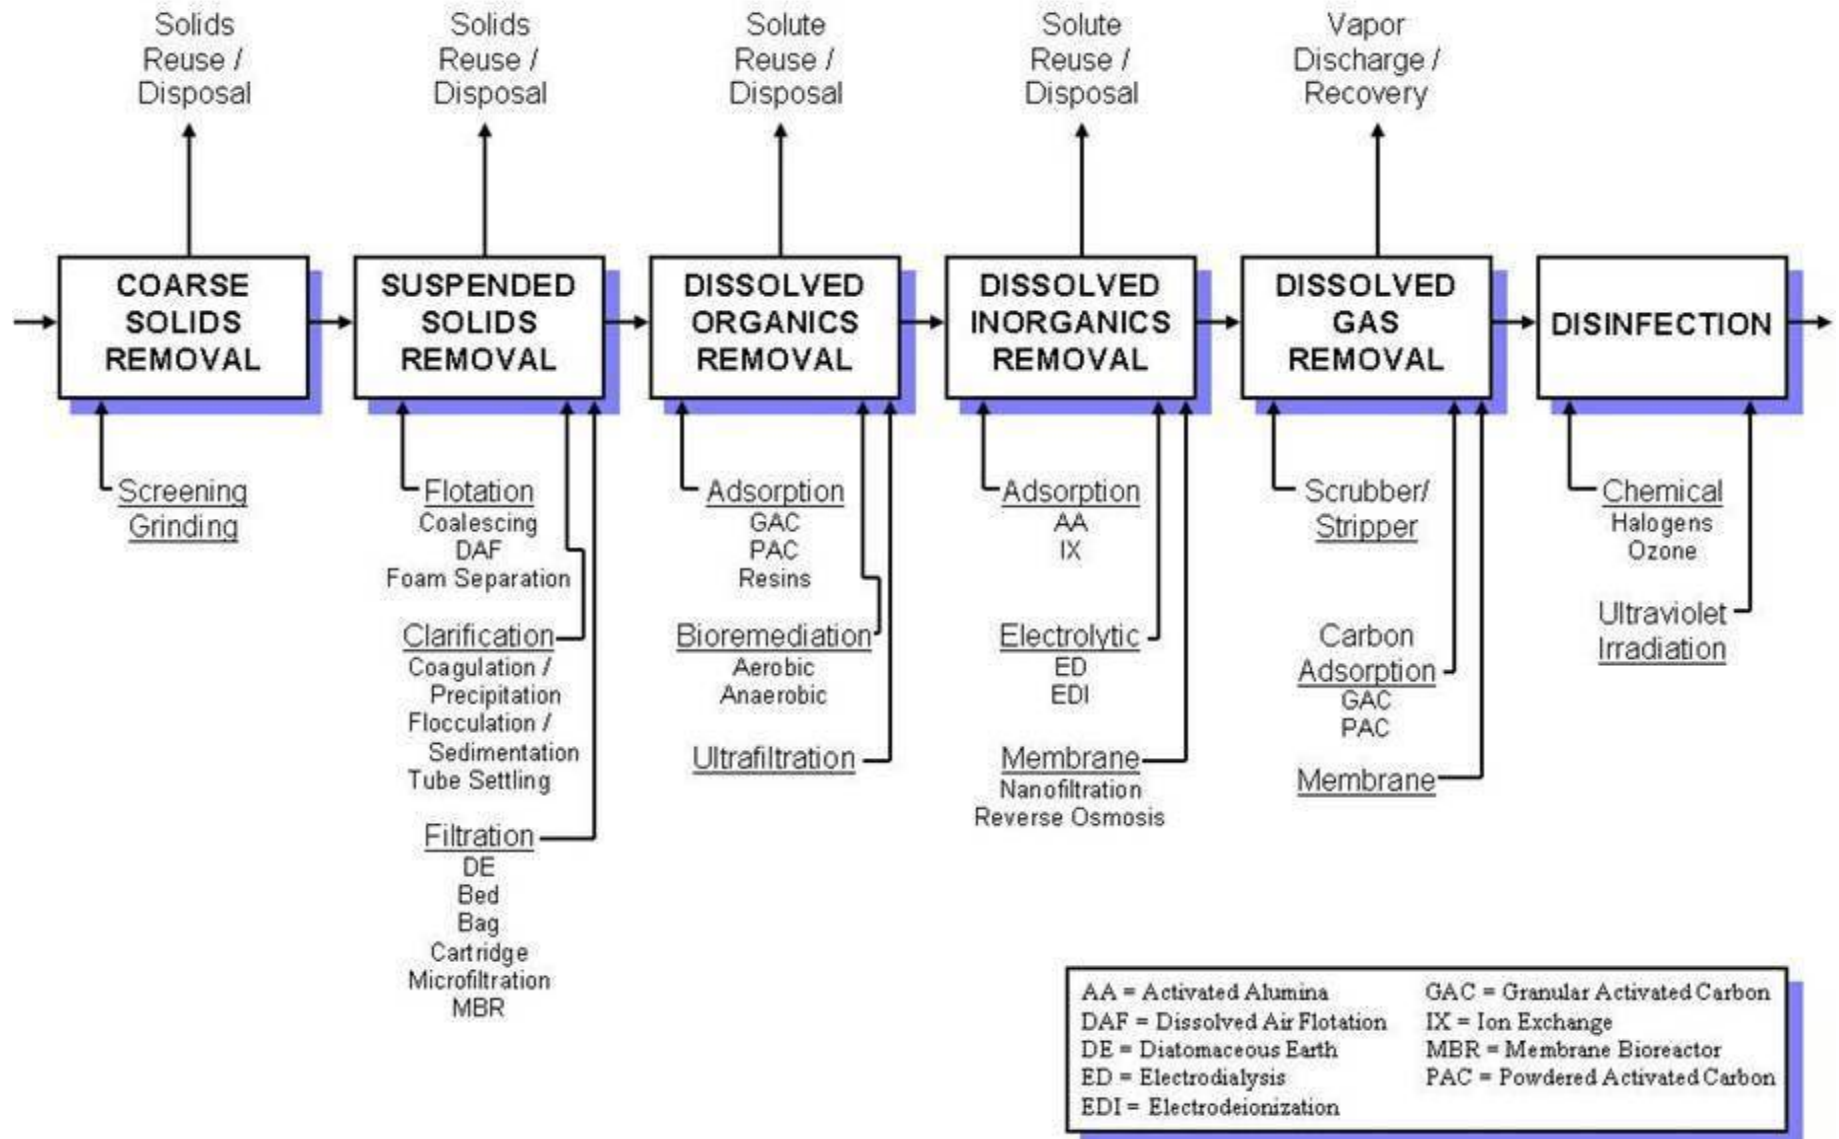 Solids
Reuse /
Disposal
Solids
Reuse /
Disposal
Solute
Reuse /
Disposal
Solute
Reuse /
Disposal
Vapor
Discharge /
Recovery
COARSE
SOLIDS
REMOVAL
SUSPENDED
SOLIDS
REMOVAL
DISSOLVED
ORGANICS
REMOVAL
DISSOLVED
INORGANICS
REMOVAL
DISSOLVED
GAS
REMOVAL
DISINFECTION
Screening
Grinding
Flotation
Coalescing
DAF
Foam Separation
Clarification
Coagulation /
Precipitation
Flocculation /
Sedimentation
Tube Settling
Filtration
DE
Bed
Bag
Cartridge
Microfiltration
MBR
Adsorption
GAC
PAC
Resins
Bioremediation
Aerobic
Anaerobic
Ultrafiltration
Adsorption
AA
IX
Electrolytic
ED
EDI
Membrane
Nanofiltration
Reverse Osmosis
Scrubber/
Stripper
Carbon
Adsorption
GAC
PAC
Membrane
Chemical
Halogens
Ozone
Ultraviolet
Irradiation
AA = Activated Alumina
DAF = Dissolved Air Flotation
DE = Diatomaceous Earth
ED = Electrodialysis
EDI = Electrodeionization
GAC = Granular Activated Carbon
IX = Ion Exchange
MBR = Membrane Bioreactor
PAC = Powdered Activated Carbon